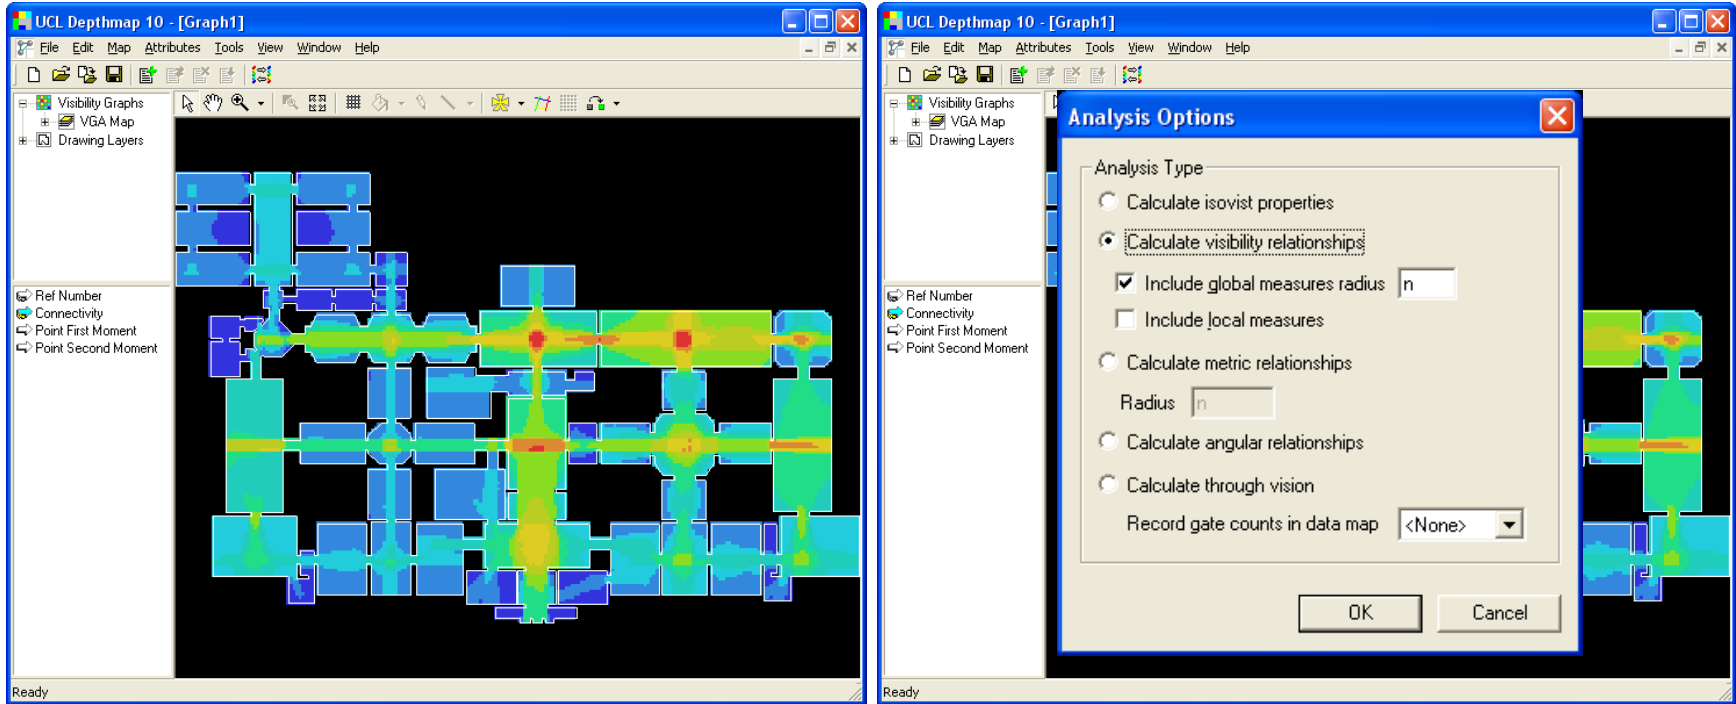 UCL Depthmap 10 - [Graph1]
File Edit Map Attributes Tools View Window Help
Visibility Graphs
VGA Map
Drawing Layers
Ref Number
Connectivity
Point First Moment
Point Second Moment
Ready
UCL Depthmap 10 - [Graph1]
File Edit Map Attributes Tools View Window Help
Visibility Graphs
VGA Map
Drawing Layers
Ref Number
Connectivity
Point First Moment
Point Second Moment
Ready
Analysis Options
Analysis Type
Calculate isovist properties
Calculate visibility relationships
Include global measures radius n
Include local measures
Calculate metric relationships
Radius n
Calculate angular relationships
Calculate through vision
Record gate counts in data map <None>
OK Cancel